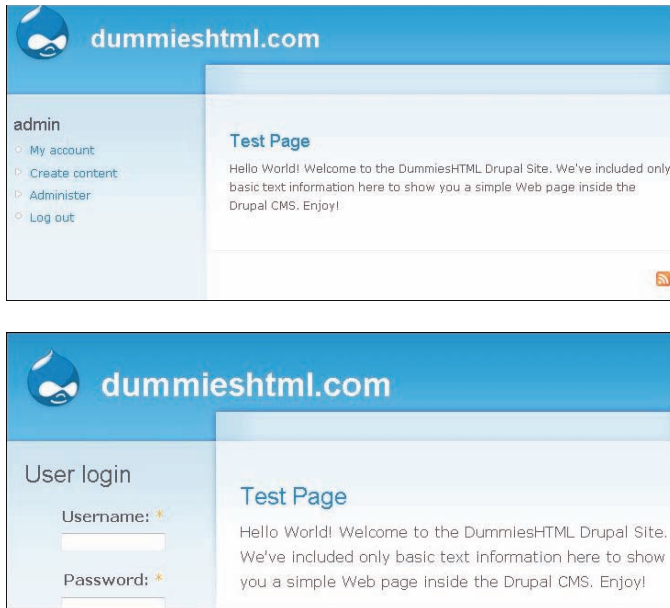 dummieshtml.com
admin
My account
Create content
Administer
Log out
Test Page
Hello World! Welcome to the DummiesHTML Drupal Site. We've included only
basic text information here to show you a simple Web page inside the
Drupal CMS. Enjoy!
dummieshtml.com
User login
Username: *
Password: *
Test Page
Hello World! Welcome to the DummiesHTML Drupal Site.
We've included only basic text information here to show
you a simple Web page inside the Drupal CMS. Enjoy!